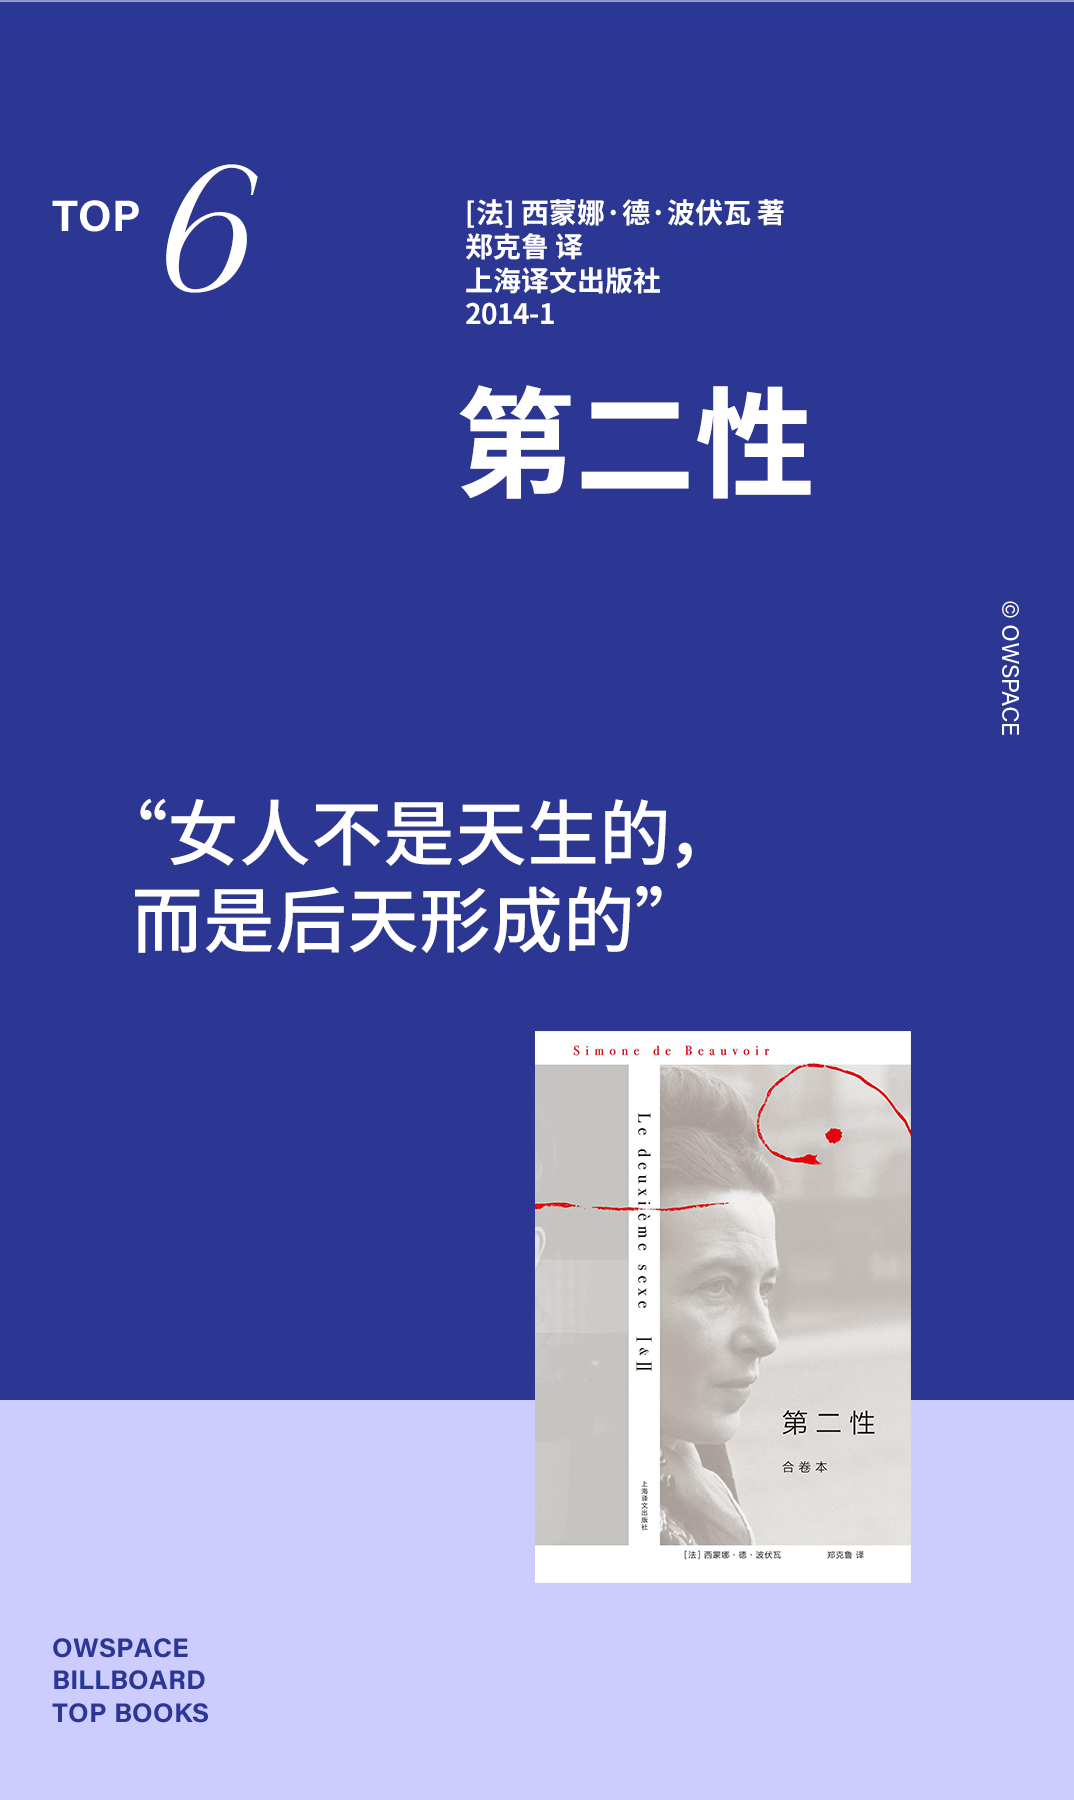 TOP 6
[法] 西蒙娜·德·波伏瓦 著
郑克鲁 译
上海译文出版社
2014-1
第二性
© OWSPACE
“女人不是天生的，
而是后天形成的”
Simone de Beauvoir
Le deuxième sexe I&II
上海译文出版社
第二性
合卷本
[法] 西蒙娜·德·波伏瓦 郑克鲁 译
OWSPACE
BILLBOARD
TOP BOOKS